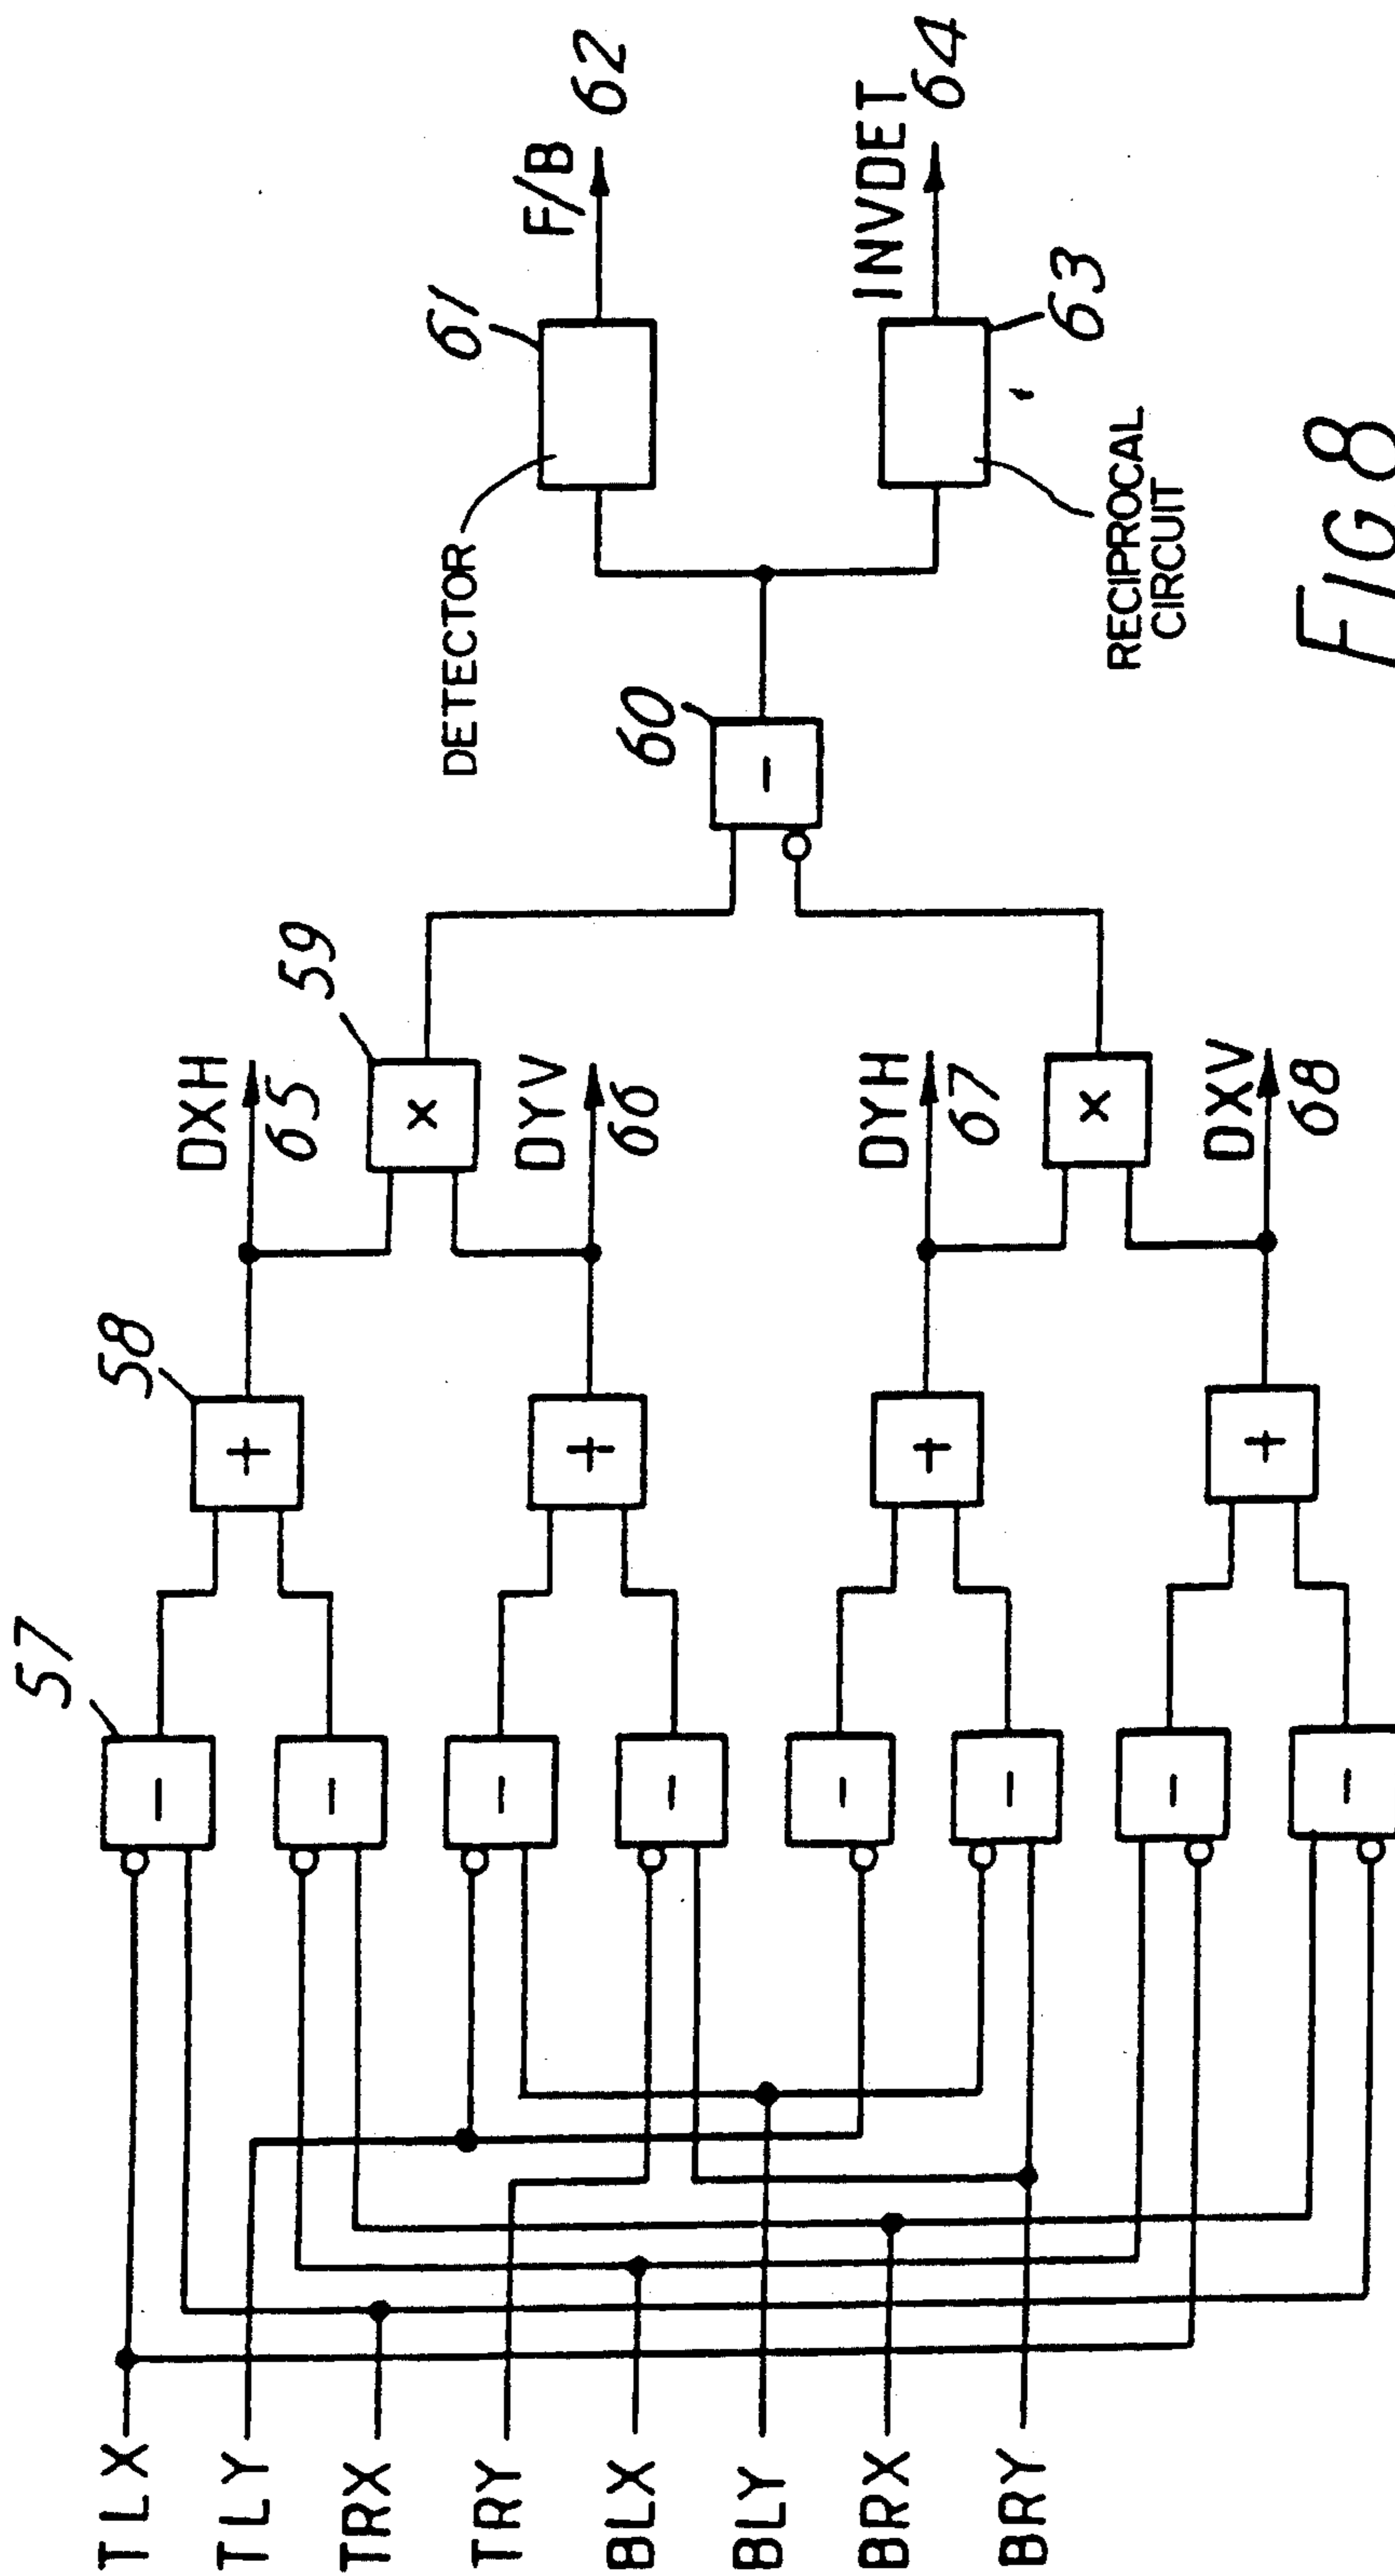 TLX
TLY
TRX
TRY
BLX
BLY
BRX
BRY
57
-
-
-
-
-
-
-
-
58
+
+
+
+
DXH
65
59
×
DYV
66
DYH
67
×
DXV
68
60
-
DETECTOR
61
F/B
62
RECIPROCAL
CIRCUIT
63
INVDET
64
FIG 8